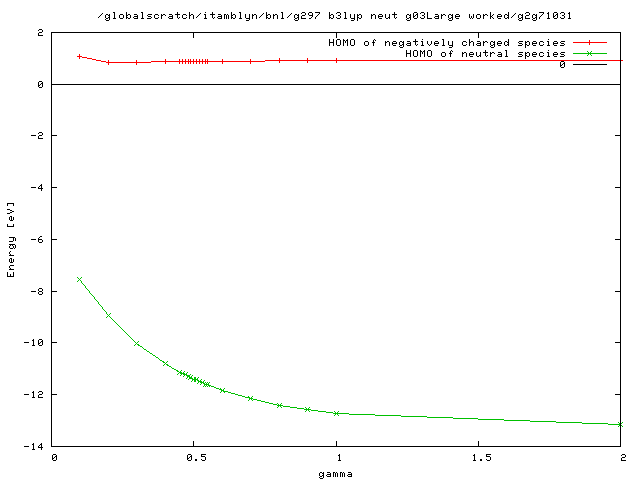 /globalscratch/itamblyn/bnl/g297 b3lyp neut g03Large worked/g2g71031
HOMO of negatively charged species
HOMO of neutral species
0
2
0
-2
-4
-6
-8
-10
-12
-14
Energy [eV]
0 0.5 1 1.5 2
gamma